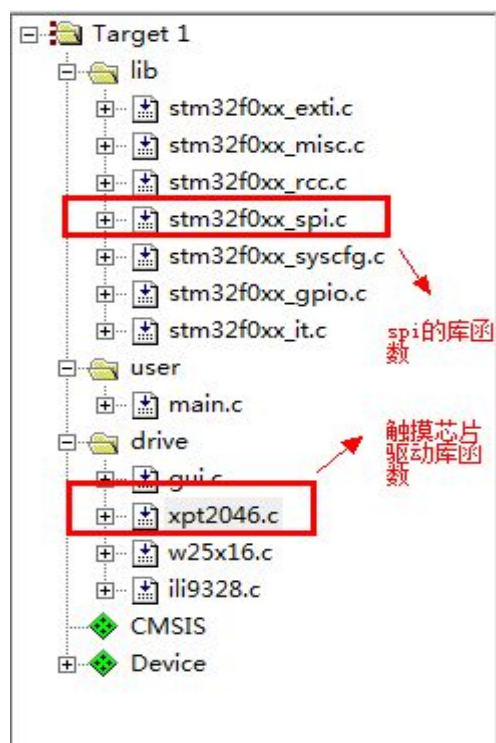 Target 1
lib
stm32f0xx_exti.c
stm32f0xx_misc.c
stm32f0xx_rcc.c
stm32f0xx_spi.c
stm32f0xx_syscfg.c
stm32f0xx_gpio.c
stm32f0xx_it.c
spi的库函
数
user
main.c
drive
触摸芯片
驱动库函
数
gui.c
xpt2046.c
w25x16.c
ili9328.c
CMSIS
Device